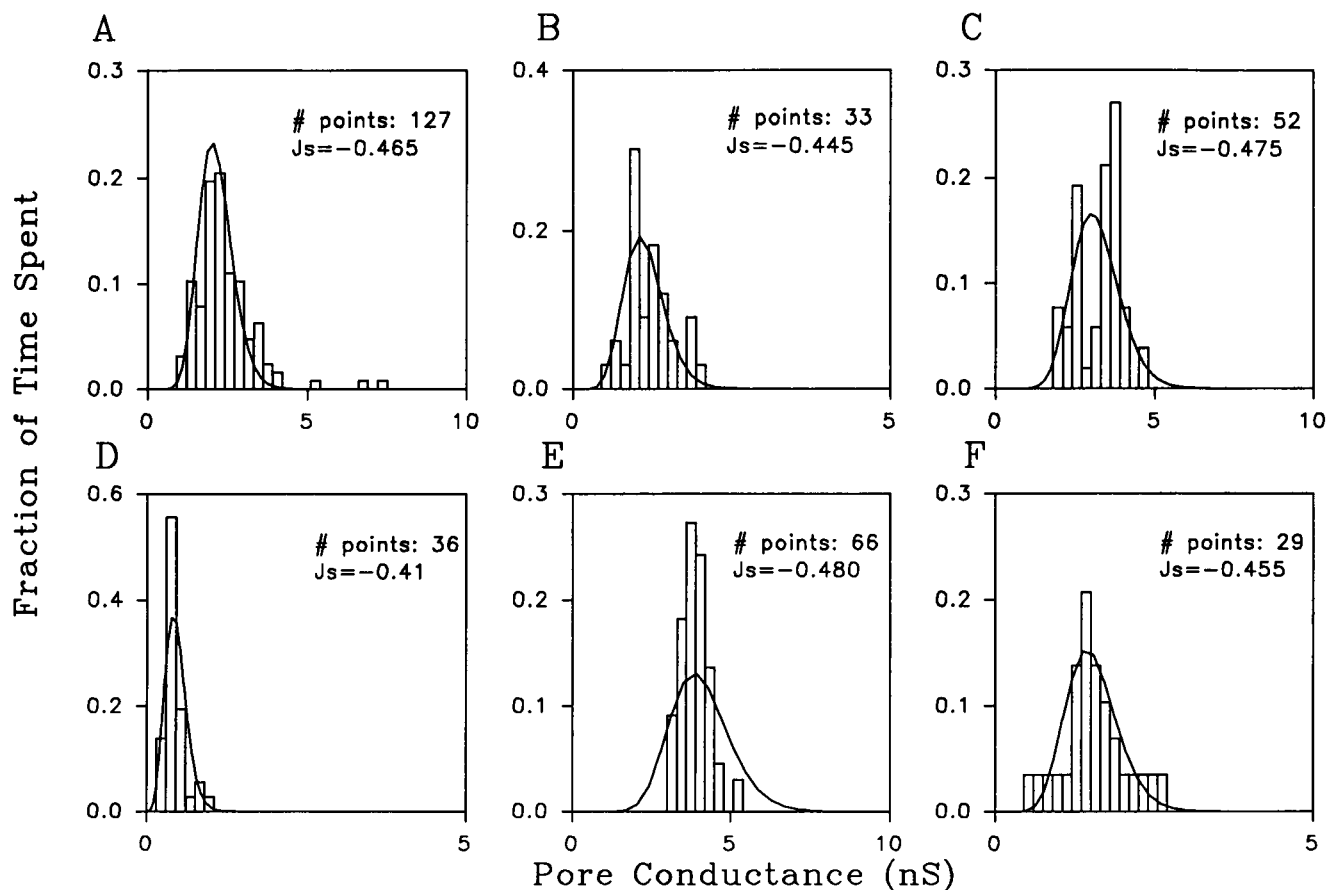 A
0.3
0.2
0.1
0.0
0
5
10
# points: 127
Js=-0.465
B
0.4
0.2
0.0
0
5
# points: 33
Js=-0.445
C
0.3
0.2
0.1
0.0
0
5
10
# points: 52
Js=-0.475
Fraction of Time Spent
D
0.6
0.4
0.2
0.0
0
5
# points: 36
Js=-0.41
E
0.3
0.2
0.1
0.0
0
5
10
# points: 66
Js=-0.480
F
0.3
0.2
0.1
0.0
0
5
# points: 29
Js=-0.455
Pore Conductance (nS)